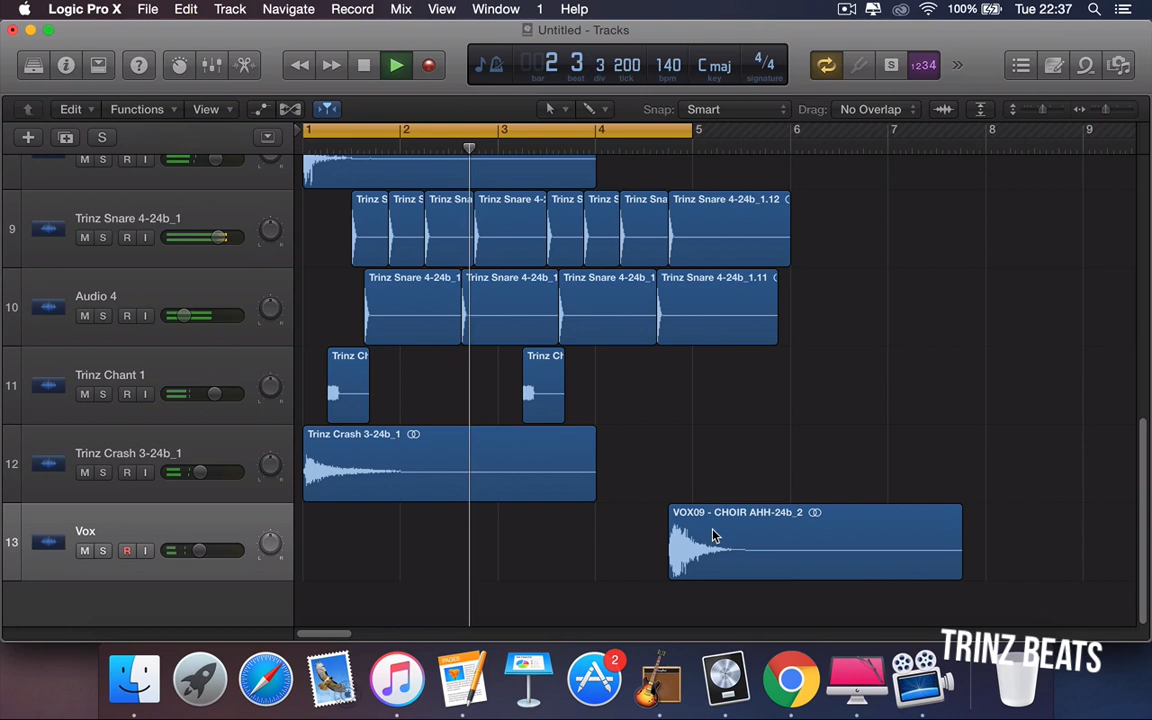 Logic Pro X File Edit Track Navigate Record Mix View Window 1 Help 100% Tue 22:37
Untitled - Tracks
2 3 200 140 C maj 4/4
bar beat div tick bpm key signature
S 1234
Edit Functions View Snap: Smart Drag: No Overlap
S
1 2 3 4 5 6 7 8 9
M S R I
9 Trinz Snare 4-24b_1
M S R I
L R
Trinz S Trinz S Trinz Sna Trinz Snare 4- Trinz S Trinz S Trinz Sna Trinz Snare 4-24b_1.12
10 Audio 4
M S R I
L R
Trinz Snare 4-24b_1 Trinz Snare 4-24b_1 Trinz Snare 4-24b_1 Trinz Snare 4-24b_1.11
11 Trinz Chant 1
M S R I
L R
Trinz Ch Trinz Ch
12 Trinz Crash 3-24b_1
M S R I
L R
Trinz Crash 3-24b_1
13 Vox
M S R I
L R
VOX09 - CHOIR AHH-24b_2
TRINZ BEATS
PAGES
2